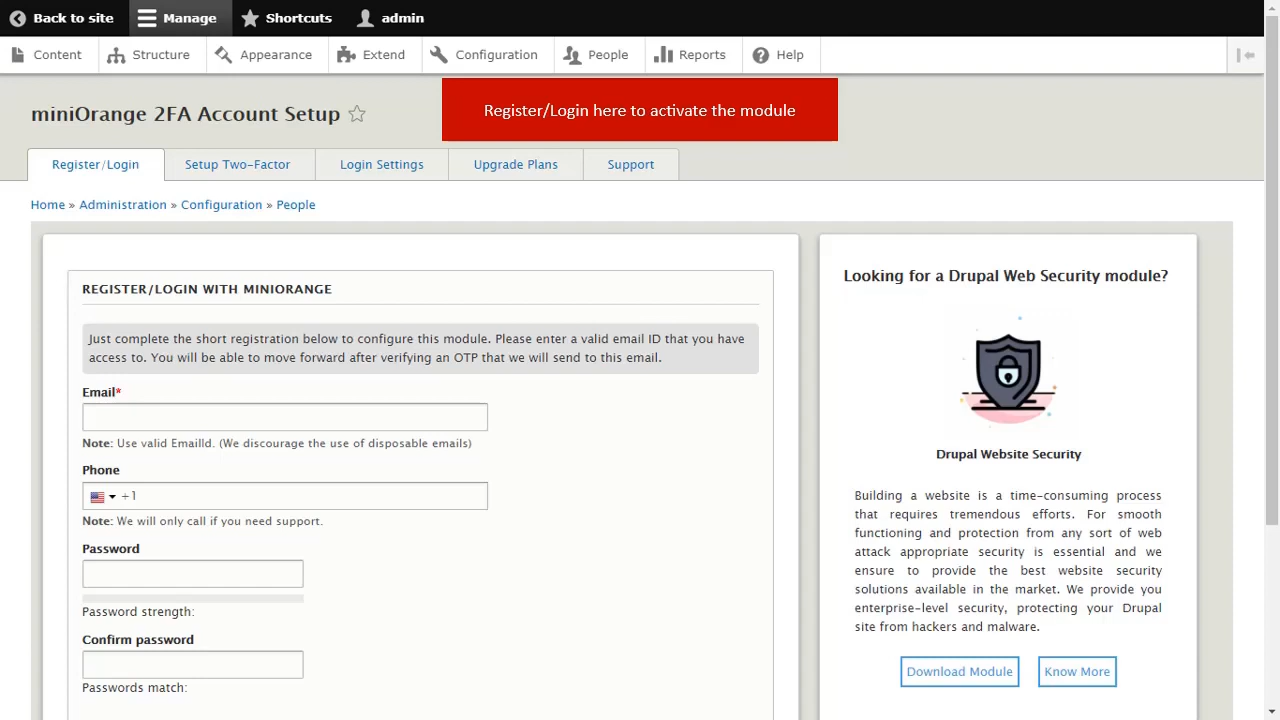 Back to site Manage Shortcuts admin
Content Structure Appearance Extend Configuration People Reports Help
miniOrange 2FA Account Setup
Register/Login here to activate the module
Register/Login Setup Two-Factor Login Settings Upgrade Plans Support
Home » Administration » Configuration » People
REGISTER/LOGIN WITH MINIORANGE
Just complete the short registration below to configure this module. Please enter a valid email ID that you have
access to. You will be able to move forward after verifying an OTP that we will send to this email.
Email*
Note: Use valid EmailId. (We discourage the use of disposable emails)
Phone
+1
Note: We will only call if you need support.
Password
Password strength:
Confirm password
Passwords match:
Looking for a Drupal Web Security module?
Drupal Website Security
Building a website is a time-consuming process
that requires tremendous efforts. For smooth
functioning and protection from any sort of web
attack appropriate security is essential and we
ensure to provide the best website security
solutions available in the market. We provide you
enterprise-level security, protecting your Drupal
site from hackers and malware.
Download Module Know More